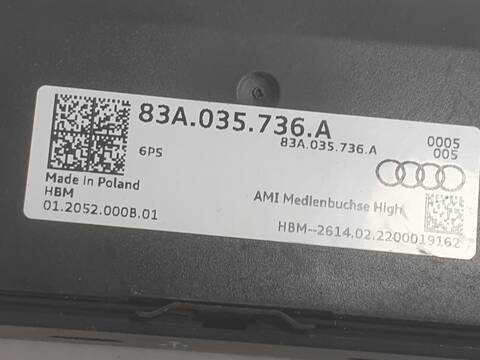 83A.035.736.A
83A.035.736.A
0005
005
6PS
Made in Poland
HBM
01.2052.000B.01
AMI Medienbuchse High
HBM--2614.02.2200019162